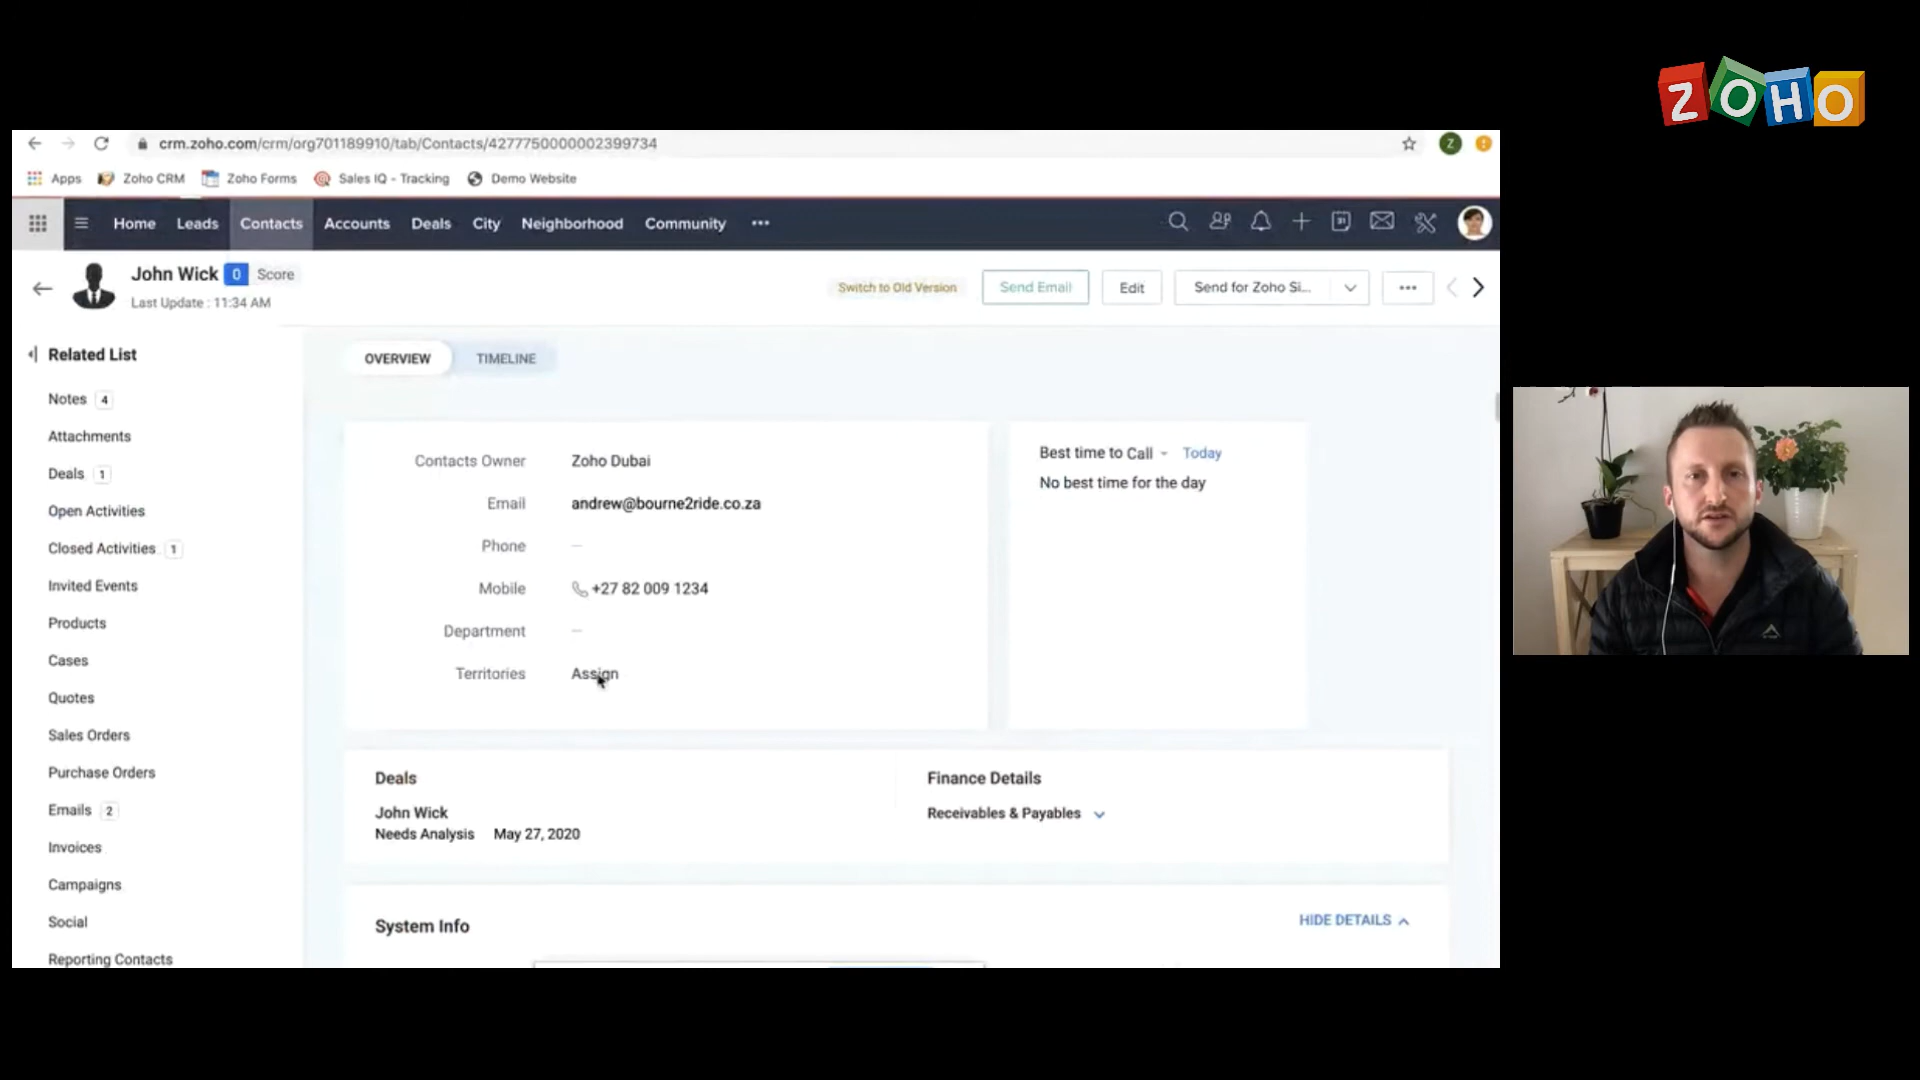 ZOHO
crm.zoho.com/crm/org701189910/tab/Contacts/4277750000002399734
Z
Apps Zoho CRM Zoho Forms Sales IQ - Tracking Demo Website
Home Leads Contacts Accounts Deals City Neighborhood Community
John Wick 0 Score
Last Update : 11:34 AM
Switch to Old Version Send Email Edit Send for Zoho Si...
Related List
Notes 4
Attachments
Deals 1
Open Activities
Closed Activities 1
Invited Events
Products
Cases
Quotes
Sales Orders
Purchase Orders
Emails 2
Invoices
Campaigns
Social
Reporting Contacts
OVERVIEW TIMELINE
Contacts Owner Zoho Dubai
Email andrew@bourne2ride.co.za
Phone —
Mobile +27 82 009 1234
Department —
Territories Assign
Best time to Call Today
No best time for the day
Deals
John Wick
Needs Analysis May 27, 2020
Finance Details
Receivables & Payables
System Info
HIDE DETAILS